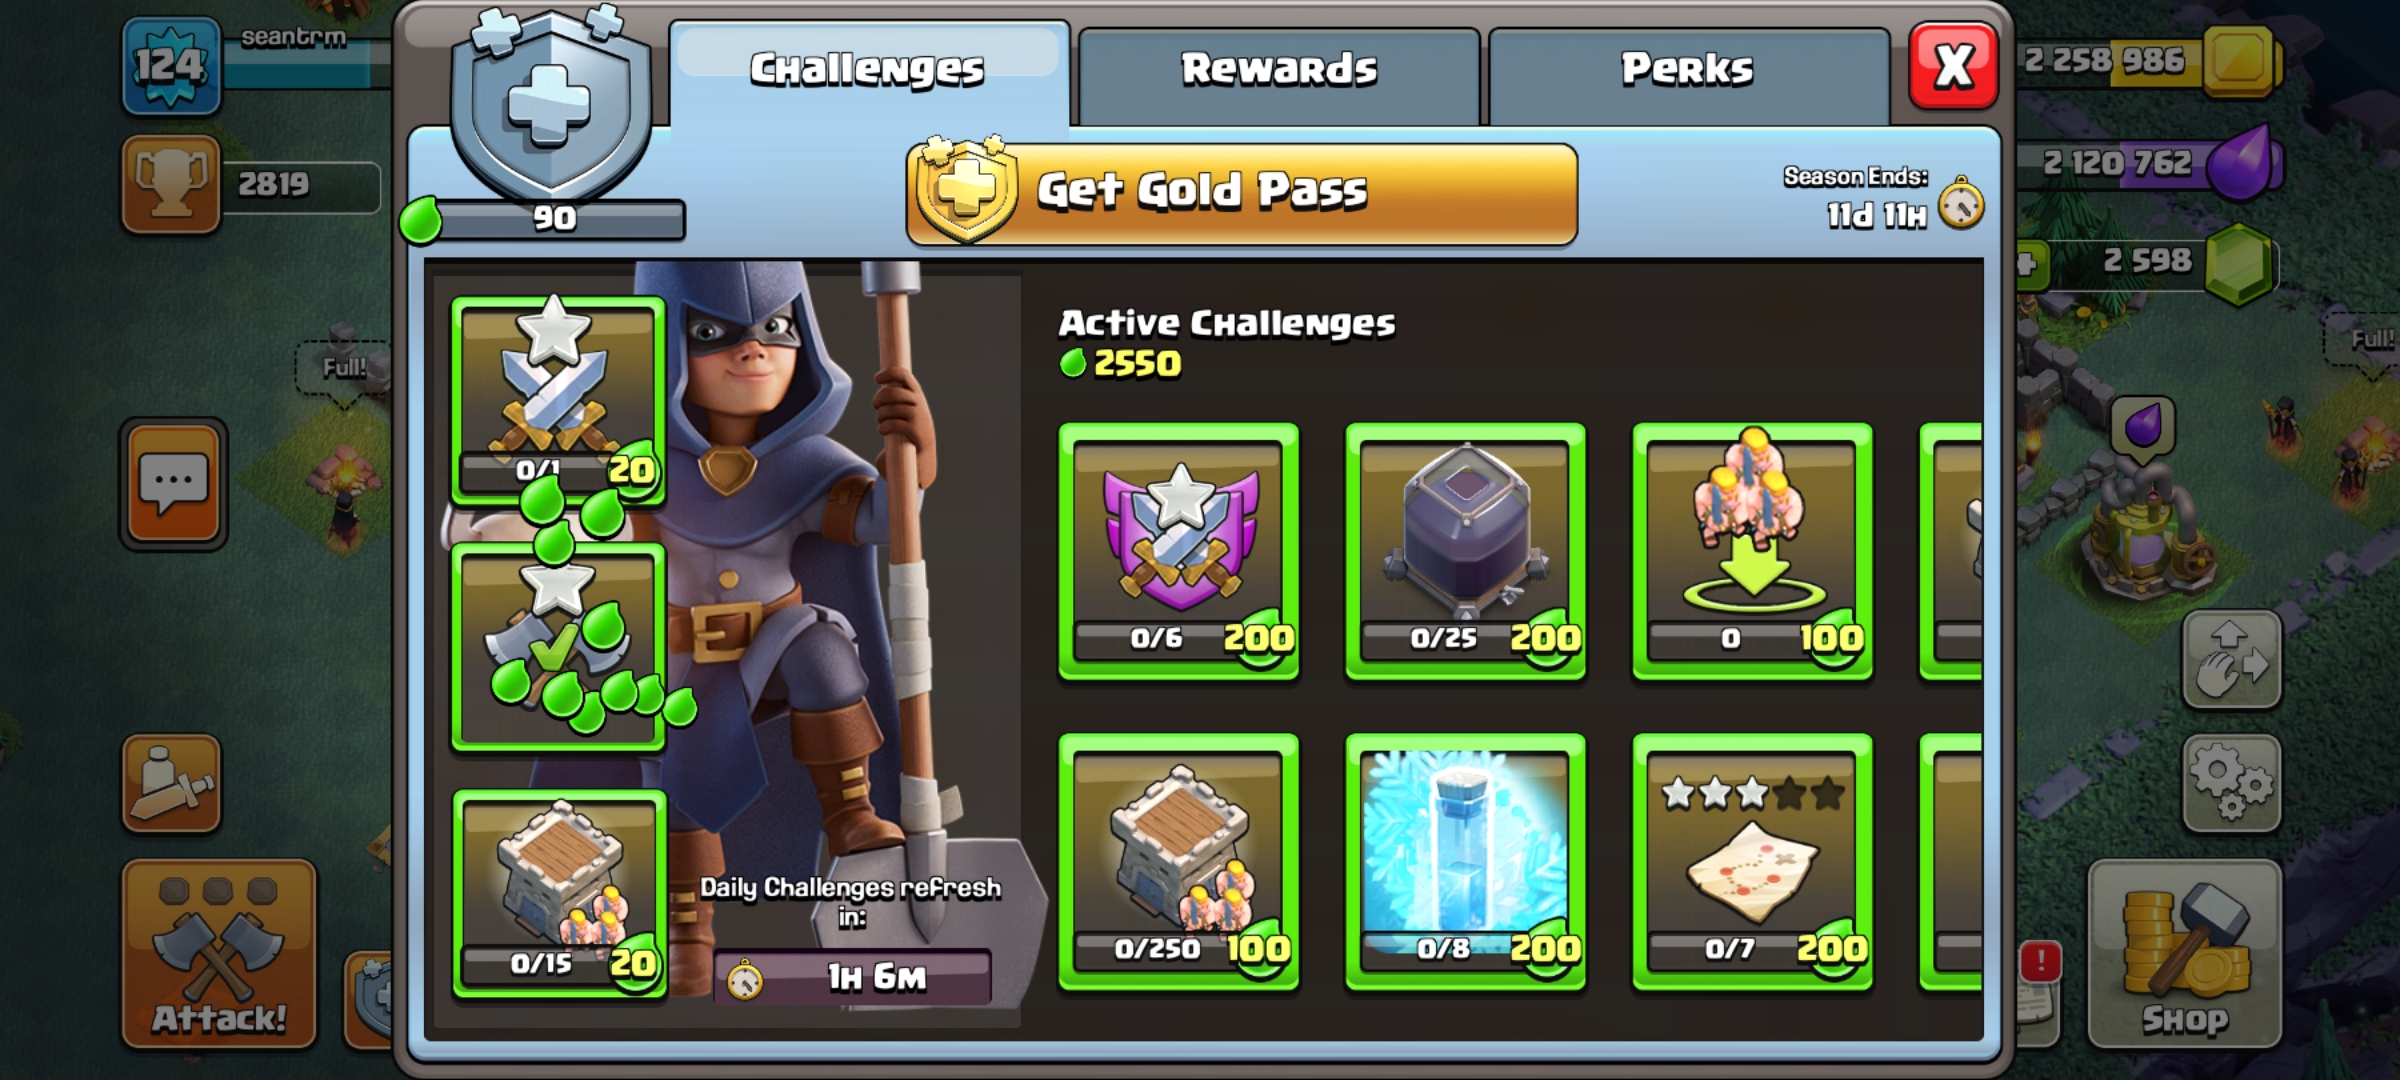 124
seantrm
2819
Challenges
Rewards
Perks
X
2 258 986
2 120 762
2 598
90
Get Gold Pass
Season Ends:
11d 11H
Full!
Full!
Active Challenges
2550
0/1
20
0/6
200
0/25
200
0
100
0/15
20
0/250
100
0/8
200
0/7
200
Daily Challenges refresh
in:
1H 6M
Attack!
!
Shop